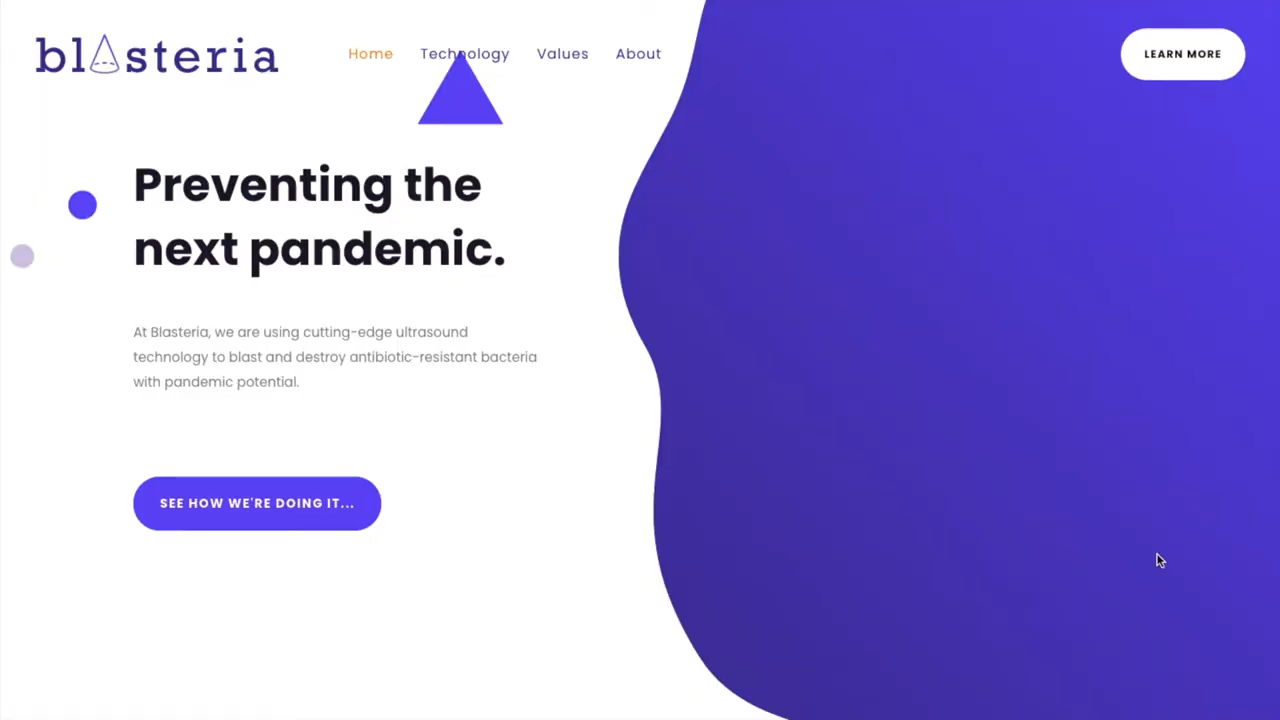 blasteria
Home Technology Values About
LEARN MORE
Preventing the
next pandemic.
At Blasteria, we are using cutting-edge ultrasound
technology to blast and destroy antibiotic-resistant bacteria
with pandemic potential.
SEE HOW WE'RE DOING IT...